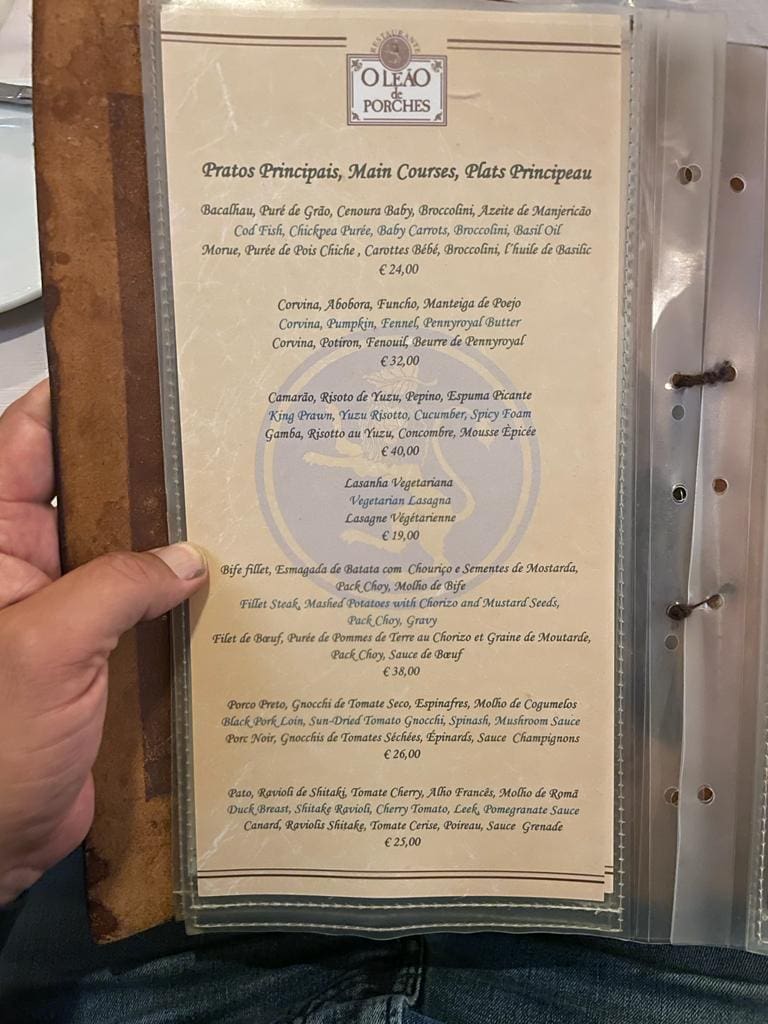 RESTAURANTE
O LEÃO
de
PORCHES
Pratos Principais, Main Courses, Plats Principeau
Bacalhau, Puré de Grão, Cenoura Baby, Broccolini, Azeite de Manjericão
Cod Fish, Chickpea Purée, Baby Carrots, Broccolini, Basil Oil
Morue, Purée de Pois Chiche , Carottes Bébé, Broccolini, l'huile de Basilic
€ 24,00
Corvina, Abobora, Funcho, Manteiga de Poejo
Corvina, Pumpkin, Fennel, Pennyroyal Butter
Corvina, Potiron, Fenouil, Beurre de Pennyroyal
€ 32,00
Camarão, Risoto de Yuzu, Pepino, Espuma Picante
King Prawn, Yuzu Risotto, Cucumber, Spicy Foam
Gamba, Risotto au Yuzu, Concombre, Mousse Èpicée
€ 40,00
Lasanha Vegetariana
Vegetarian Lasagna
Lasagne Végétarienne
€ 19,00
Bife fillet, Esmagada de Batata com Chouriço e Sementes de Mostarda,
Pack Choy, Molho de Bife
Fillet Steak, Mashed Potatoes with Chorizo and Mustard Seeds,
Pack Choy, Gravy
Filet de Bœuf, Purée de Pommes de Terre au Chorizo et Graine de Moutarde,
Pack Choy, Sauce de Bœuf
€ 38,00
Porco Preto, Gnocchi de Tomate Seco, Espinafres, Molho de Cogumelos
Black Pork Loin, Sun-Dried Tomato Gnocchi, Spinash, Mushroom Sauce
Porc Noir, Gnocchis de Tomates Séchées, Épinards, Sauce Champignons
€ 26,00
Pato, Ravioli de Shitaki, Tomate Cherry, Alho Francês, Molho de Romã
Duck Breast, Shitake Ravioli, Cherry Tomato, Leek, Pomegranate Sauce
Canard, Raviolis Shitake, Tomate Cerise, Poireau, Sauce Grenade
€ 25,00